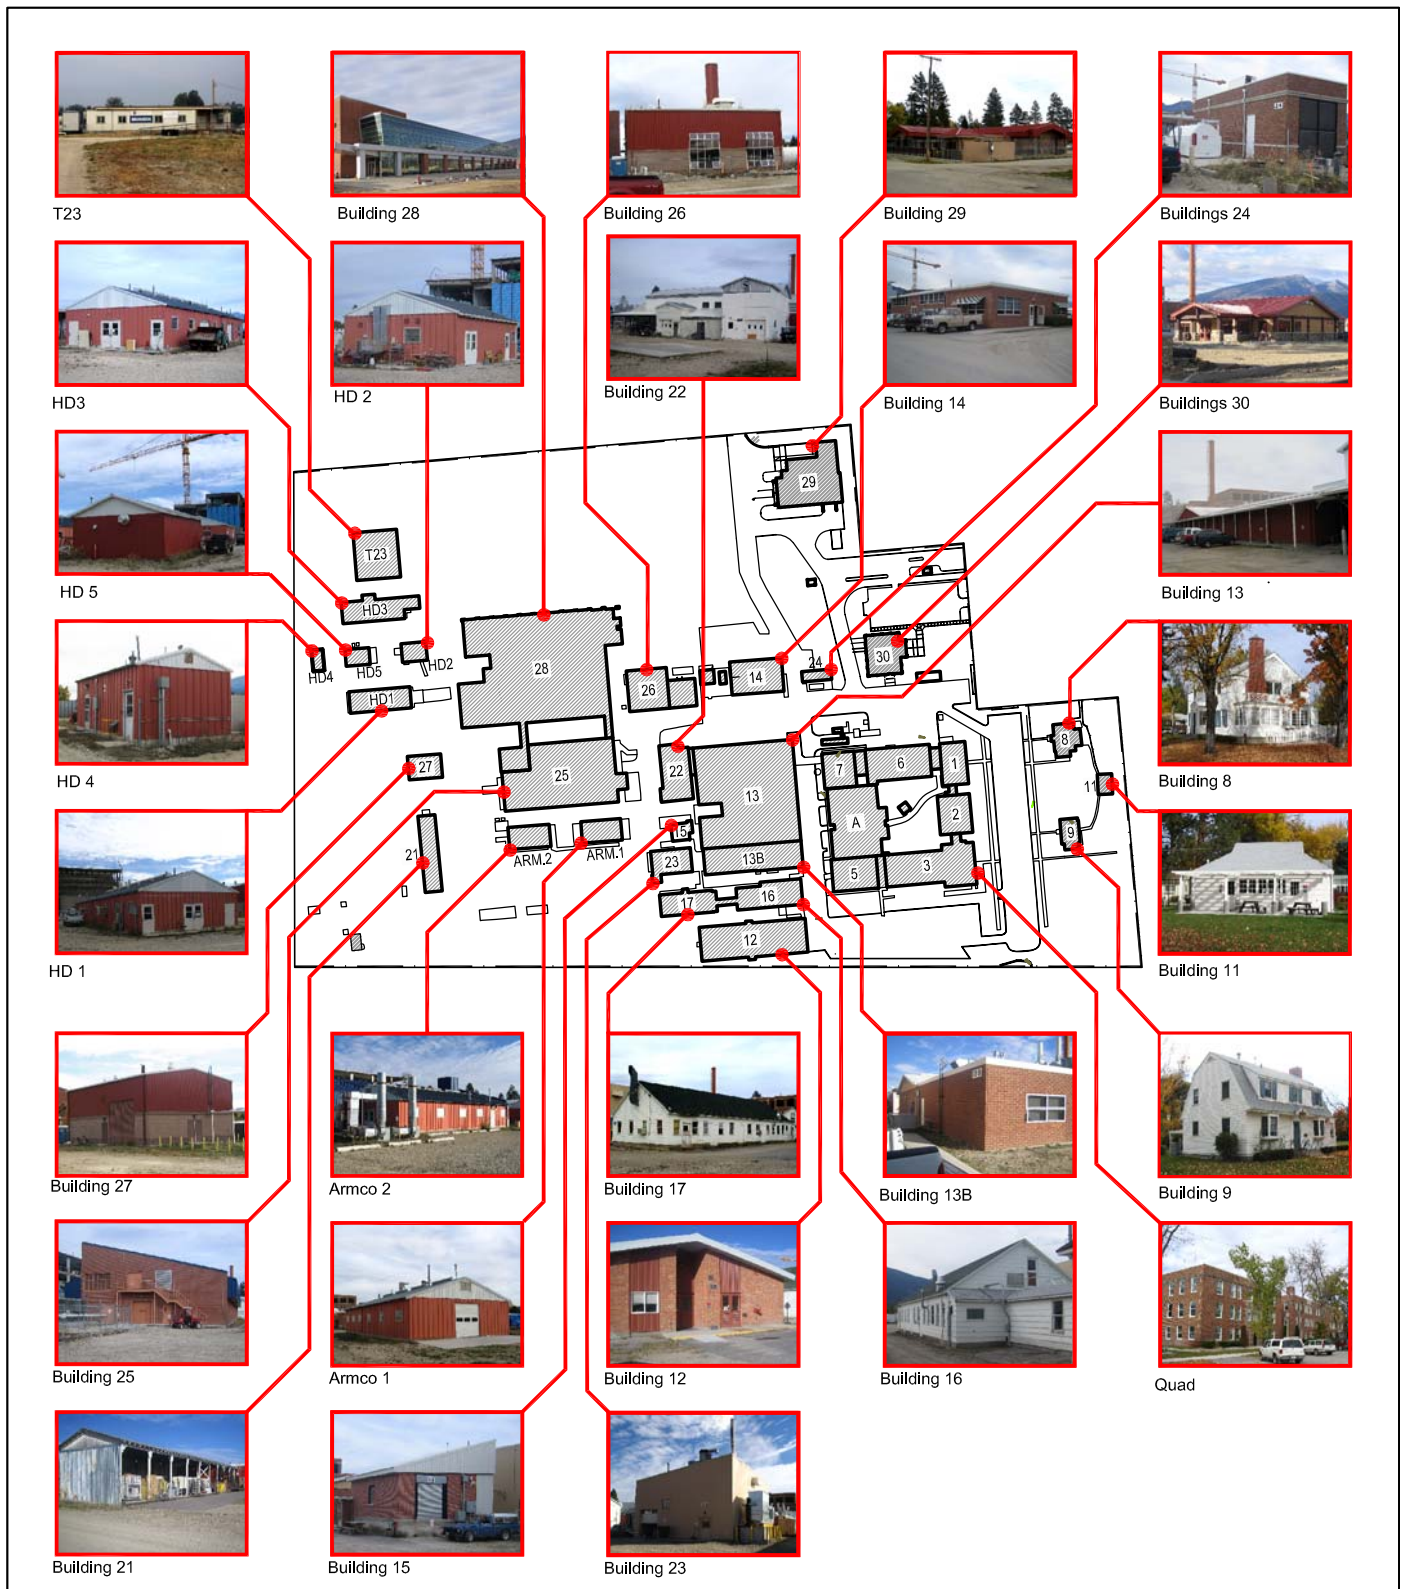 T23
Building 28
Building 26
Building 29
Buildings 24
HD3
HD 2
Building 22
Building 14
Buildings 30
HD 5
Building 13
HD 4
Building 8
HD 1
Building 11
29
T23
HD3
HD4
HD5
HD2
HD1
28
26
14
24
30
27
25
22
13
7
6
1
8
11
A
2
9
21
ARM.2
ARM.1
15
23
13B
5
3
17
16
12
Building 27
Armco 2
Building 17
Building 13B
Building 9
Building 25
Armco 1
Building 12
Building 16
Quad
Building 21
Building 15
Building 23